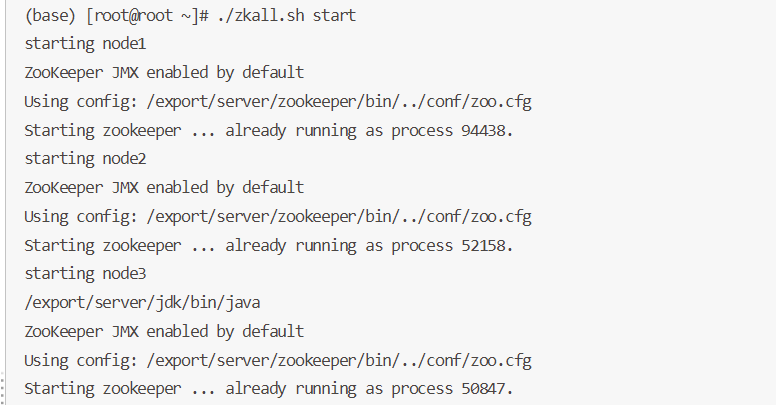 (base) [root@root ~]# ./zkall.sh start
starting node1
ZooKeeper JMX enabled by default
Using config: /export/server/zookeeper/bin/../conf/zoo.cfg
Starting zookeeper ... already running as process 94438.
starting node2
ZooKeeper JMX enabled by default
Using config: /export/server/zookeeper/bin/../conf/zoo.cfg
Starting zookeeper ... already running as process 52158.
starting node3
/export/server/jdk/bin/java
ZooKeeper JMX enabled by default
Using config: /export/server/zookeeper/bin/../conf/zoo.cfg
Starting zookeeper ... already running as process 50847.